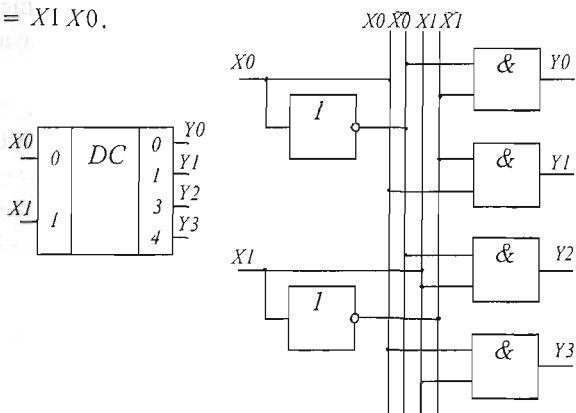 = X1 X0.
X0 X̅0̅ X1 X̅1̅
X0
1
&
Y0
&
Y1
X1
1
&
Y2
&
Y3
X0
X1
0
1
DC
0
1
3
4
Y0
Y1
Y2
Y3